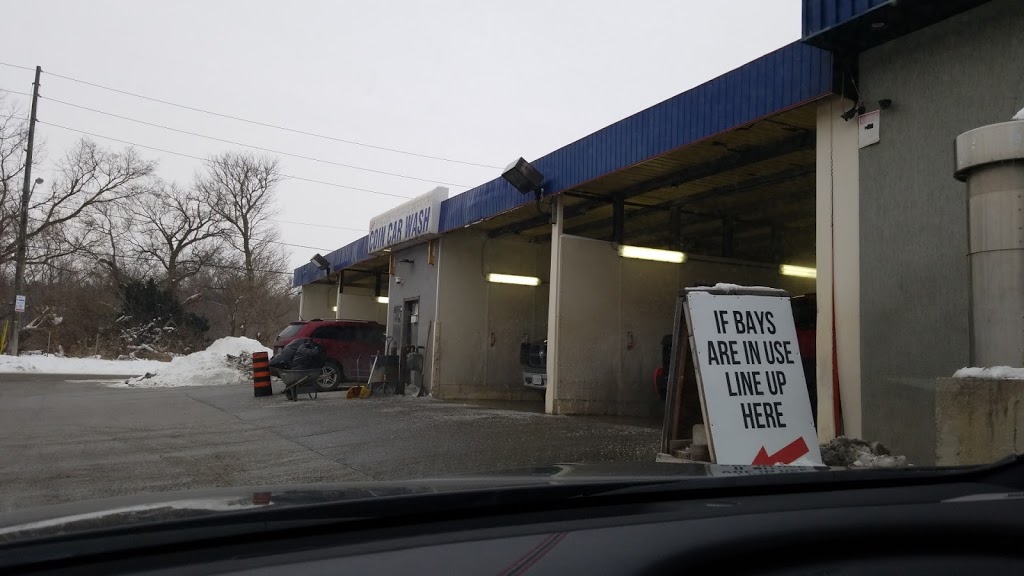 COIN CAR WASH
IF BAYS
ARE IN USE
LINE UP
HERE